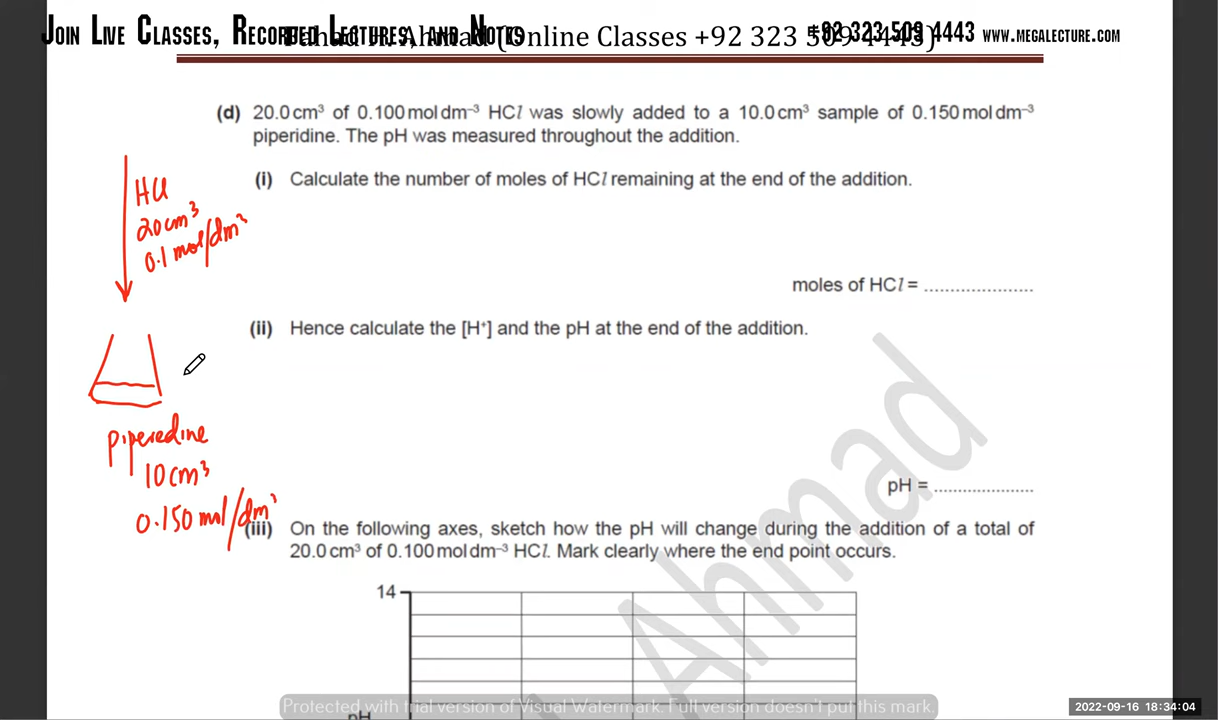 JOIN LIVE CLASSES, RECORDED LECTURES, AND NOTES
Fahad H. Ahmad (Online Classes +92 323 509 4443)
+92 323 509 4443 WWW.MEGALECTURE.COM
(d) 20.0 cm³ of 0.100 mol dm⁻³ HCl was slowly added to a 10.0 cm³ sample of 0.150 mol dm⁻³
piperidine. The pH was measured throughout the addition.
(i) Calculate the number of moles of HCl remaining at the end of the addition.
HCl
20cm³
0.1 mol/dm³
moles of HCl = ....................
(ii) Hence calculate the [H⁺] and the pH at the end of the addition.
piperedine
10cm³
0.150 mol/dm³
pH = ..................
(iii) On the following axes, sketch how the pH will change during the addition of a total of
20.0 cm³ of 0.100 mol dm⁻³ HCl. Mark clearly where the end point occurs.
14
pH
Ahmad
Protected with trial version of Visual Watermark. Full version doesn't put this mark.
2022-09-16 18:34:04